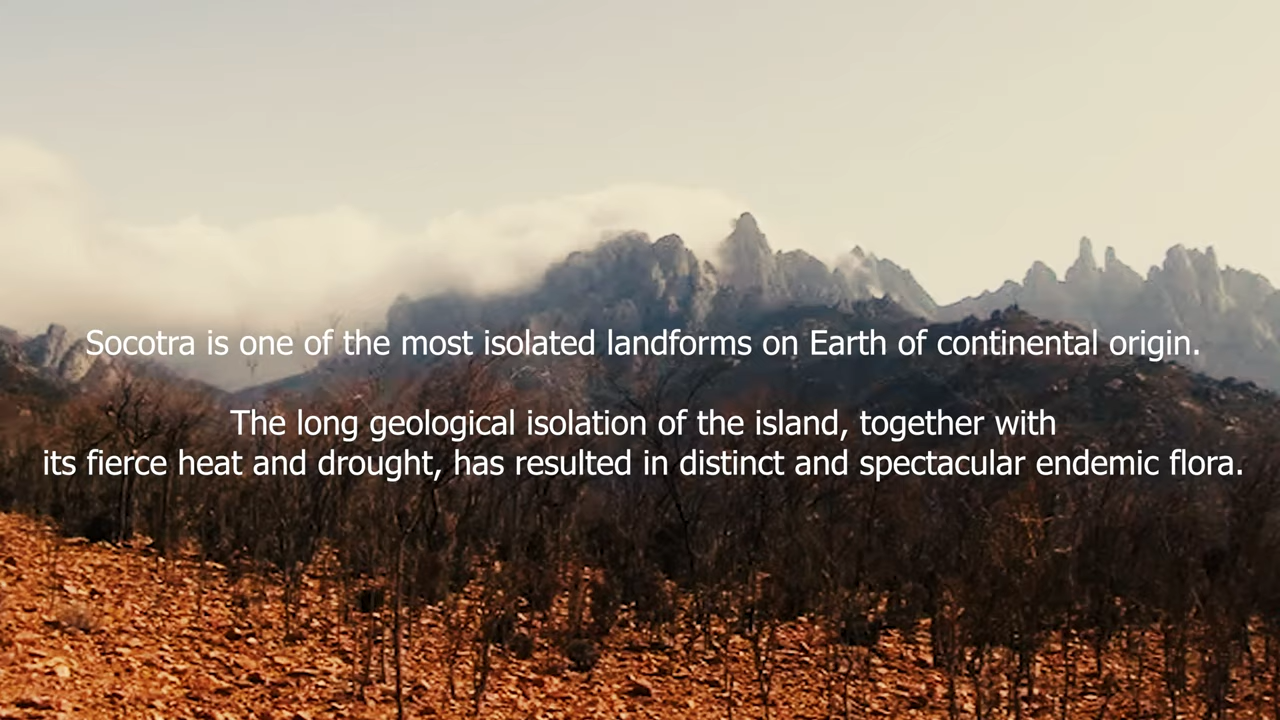 Socotra is one of the most isolated landforms on Earth of continental origin.
The long geological isolation of the island, together with
its fierce heat and drought, has resulted in distinct and spectacular endemic flora.